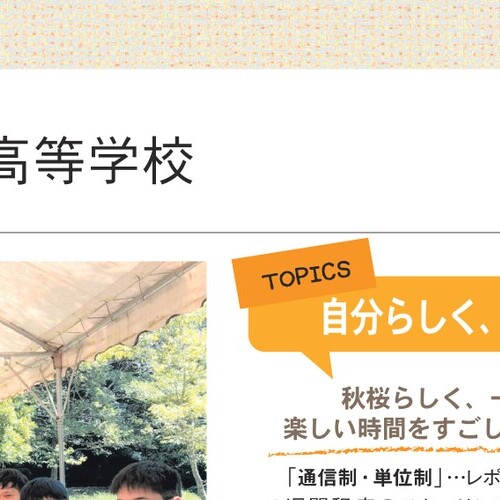 高等学校
TOPICS
自分らしく、
秋桜らしく、
楽しい時間をすごし
「通信制・単位制」…レポ